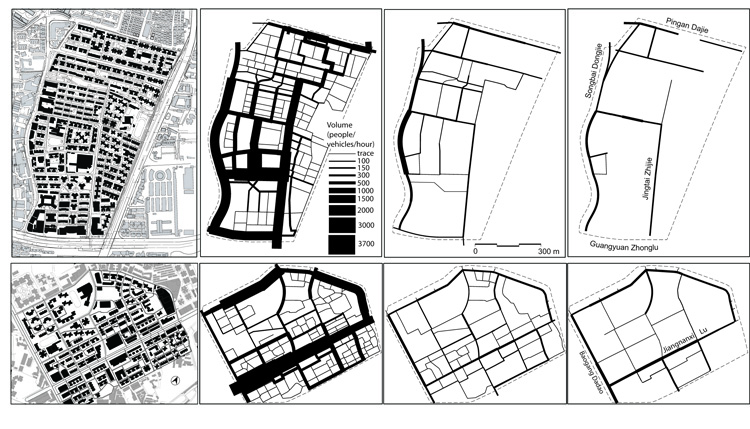 Volume
(people/
vehicles/hour)
trace
100
150
300
500
1000
1500
2000
3000
3700
0 300 m
Pingan Dajie
Songbai Dongjie
Jingtai Zhijie
Guangyuan Zhonglu
Jiangnanxi Lu
Baogang Dadao